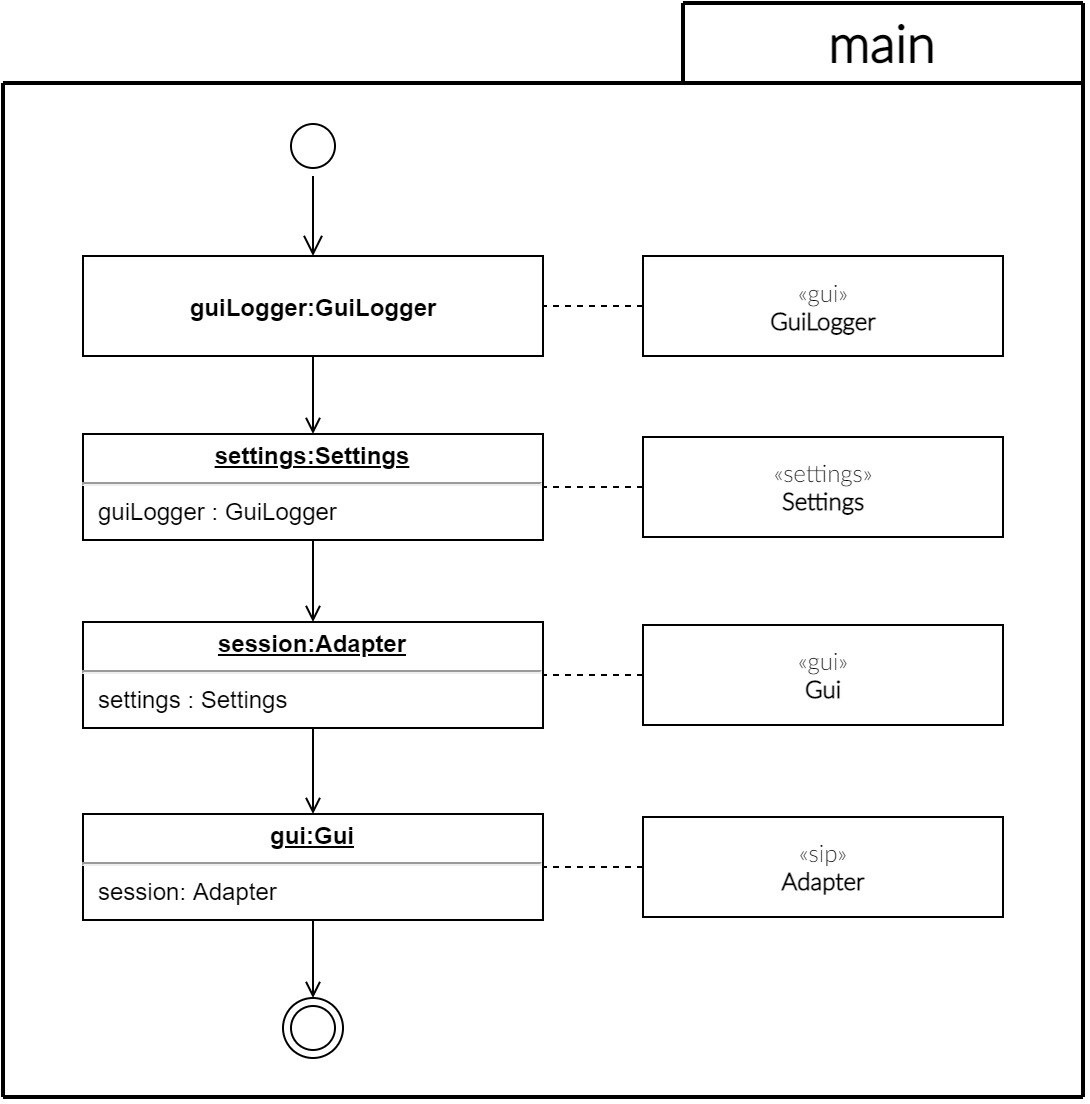 main
guiLogger:GuiLogger
«gui»
GuiLogger
settings:Settings
guiLogger : GuiLogger
«settings»
Settings
session:Adapter
settings : Settings
«gui»
Gui
gui:Gui
session: Adapter
«sip»
Adapter